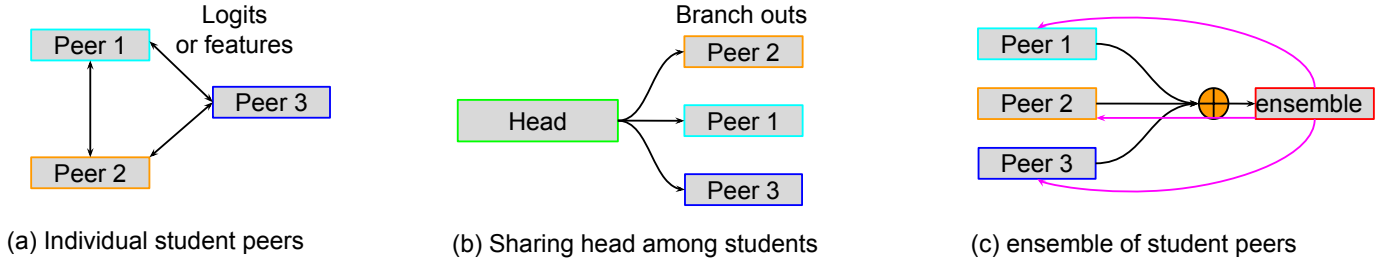 Logits
or features
Peer 1
Peer 3
Peer 2
(a) Individual student peers
Branch outs
Peer 2
Head
Peer 1
Peer 3
(b) Sharing head among students
Peer 1
Peer 2
ensemble
Peer 3
(c) ensemble of student peers